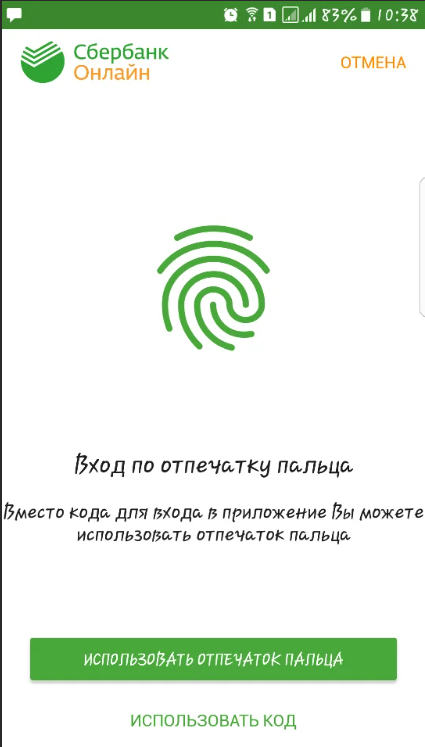 83% 10:38
Сбербанк
Онлайн
ОТМЕНА
Вход по отпечатку пальца
Вместо кода для входа в приложение Вы можете
использовать отпечаток пальца
ИСПОЛЬЗОВАТЬ ОТПЕЧАТОК ПАЛЬЦА
ИСПОЛЬЗОВАТЬ КОД